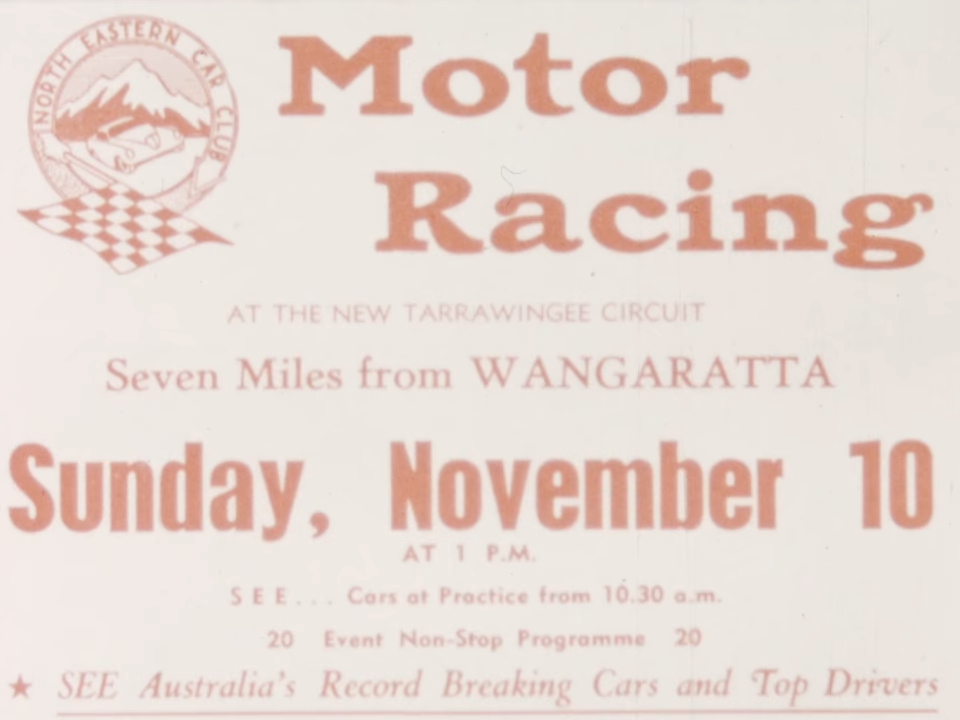 NORTH EASTERN CAR CLUB
Motor
Racing
AT THE NEW TARRAWINGEE CIRCUIT
Seven Miles from WANGARATTA
Sunday, November 10
AT 1 P.M.
SEE... Cars at Practice from 10.30 a.m.
20 Event Non-Stop Programme 20
★ SEE Australia's Record Breaking Cars and Top Drivers